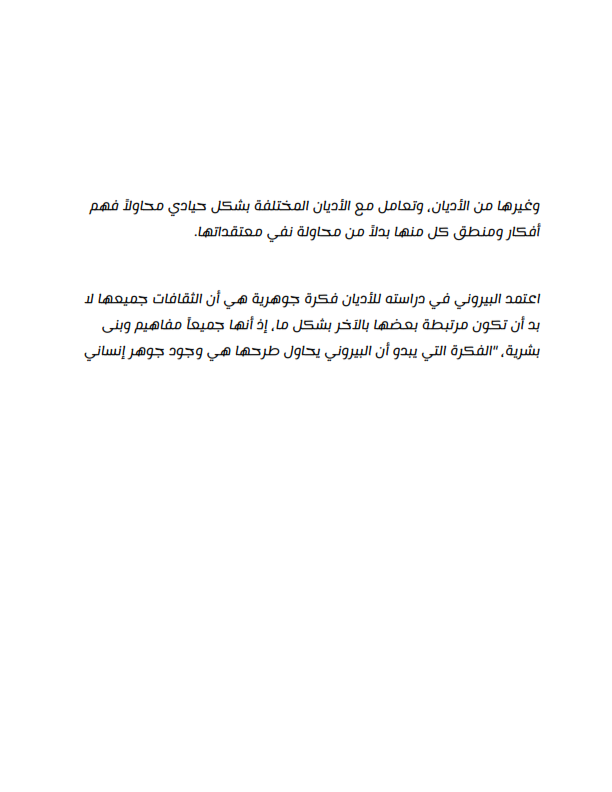 وغيرها من الأديان، وتعامل مع الأديان المختلفة بشكل حيادي محاولاً فهم
أفكار ومنطق كل منها بدلاً من محاولة نفي معتقداتها.
اعتمد البيروني في دراسته للأديان فكرة جوهرية هي أن الثقافات جميعها لا
بد أن تكون مرتبطة بعضها بالآخر بشكل ما، إذ أنها جميعاً مفاهيم وبنى
بشرية، "الفكرة التي يبدو أن البيروني يحاول طرحها هي وجود جوهر إنساني